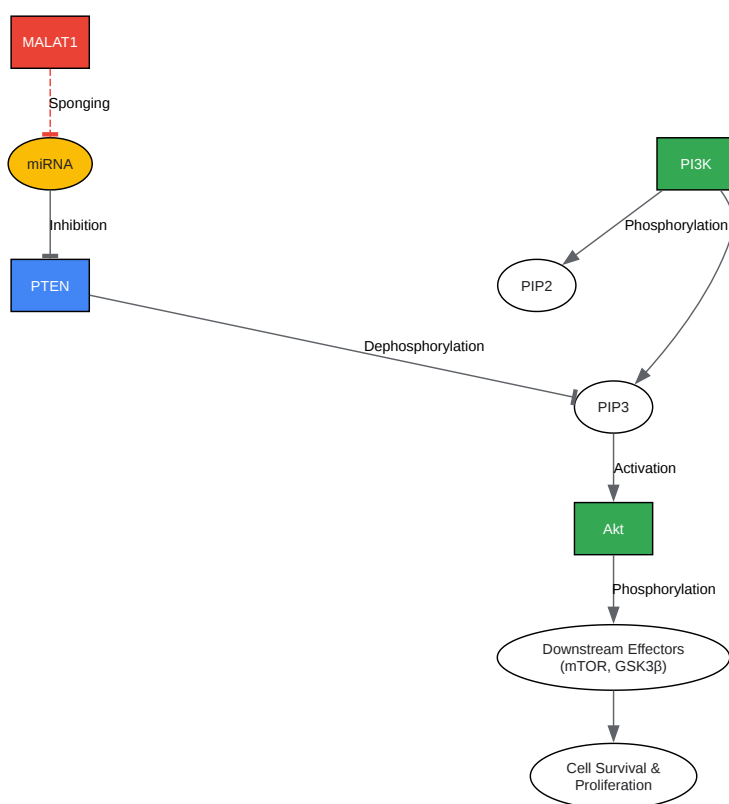 MALAT1
Sponging
miRNA
PI3K
Inhibition
Phosphorylation
PTEN
PIP2
Dephosphorylation
PIP3
Activation
Akt
Phosphorylation
Downstream Effectors
(mTOR, GSK3β)
Cell Survival &
Proliferation